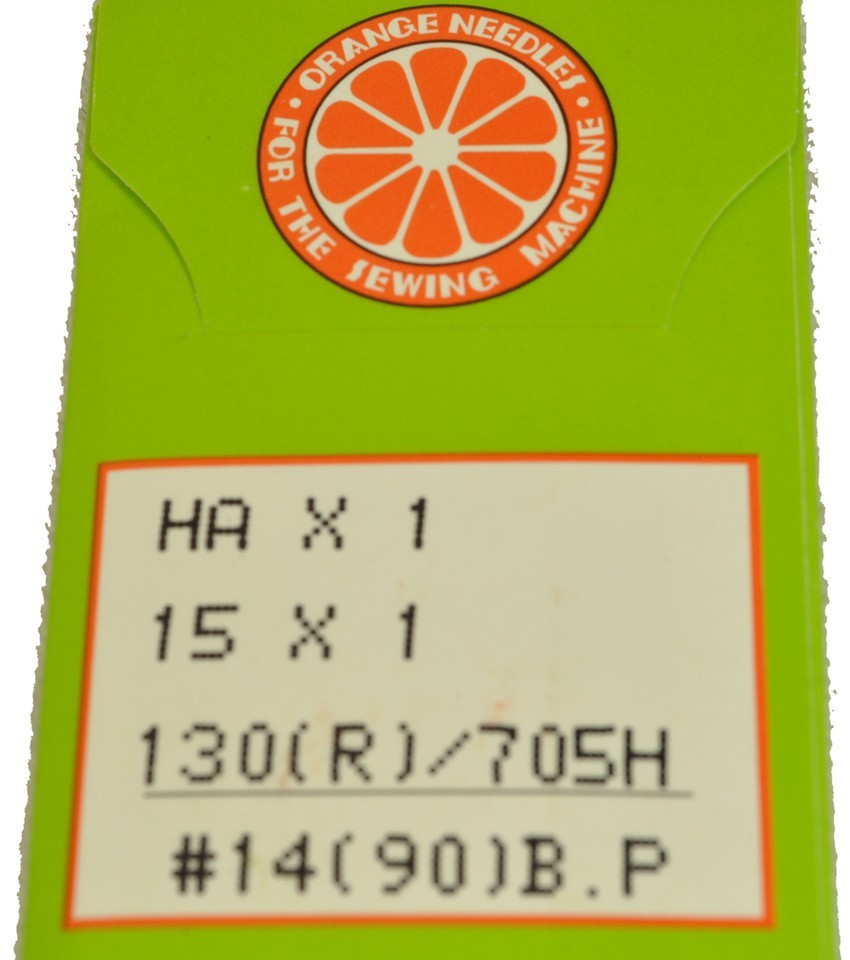 ORANGE NEEDLES
• FOR THE SEWING MACHINE •
HA X 1
15 X 1
130(R)/705H
#14(90)B.P